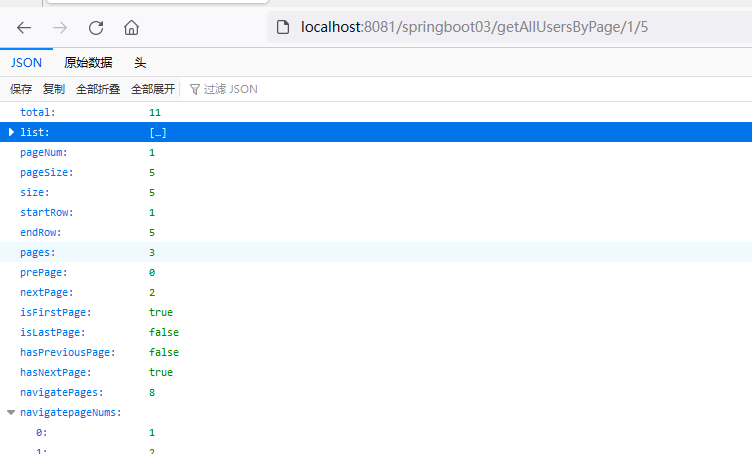 localhost:8081/springboot03/getAllUsersByPage/1/5
JSON 原始数据 头
保存 复制 全部折叠 全部展开 过滤 JSON
total: 11
list: […]
pageNum: 1
pageSize: 5
size: 5
startRow: 1
endRow: 5
pages: 3
prePage: 0
nextPage: 2
isFirstPage: true
isLastPage: false
hasPreviousPage: false
hasNextPage: true
navigatePages: 8
navigatepageNums:
0: 1
1: 2